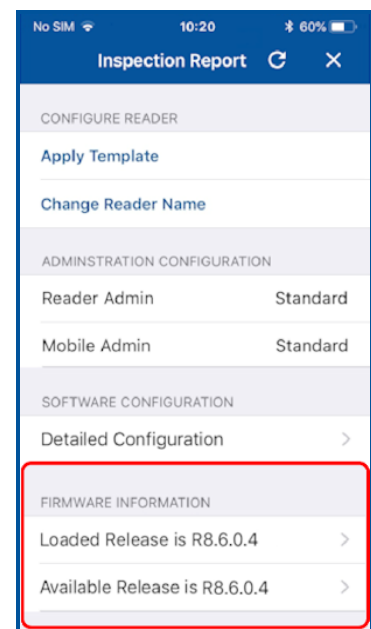 No SIM 10:20 60%
Inspection Report
CONFIGURE READER
Apply Template
Change Reader Name
ADMINSTRATION CONFIGURATION
Reader Admin Standard
Mobile Admin Standard
SOFTWARE CONFIGURATION
Detailed Configuration
FIRMWARE INFORMATION
Loaded Release is R8.6.0.4
Available Release is R8.6.0.4